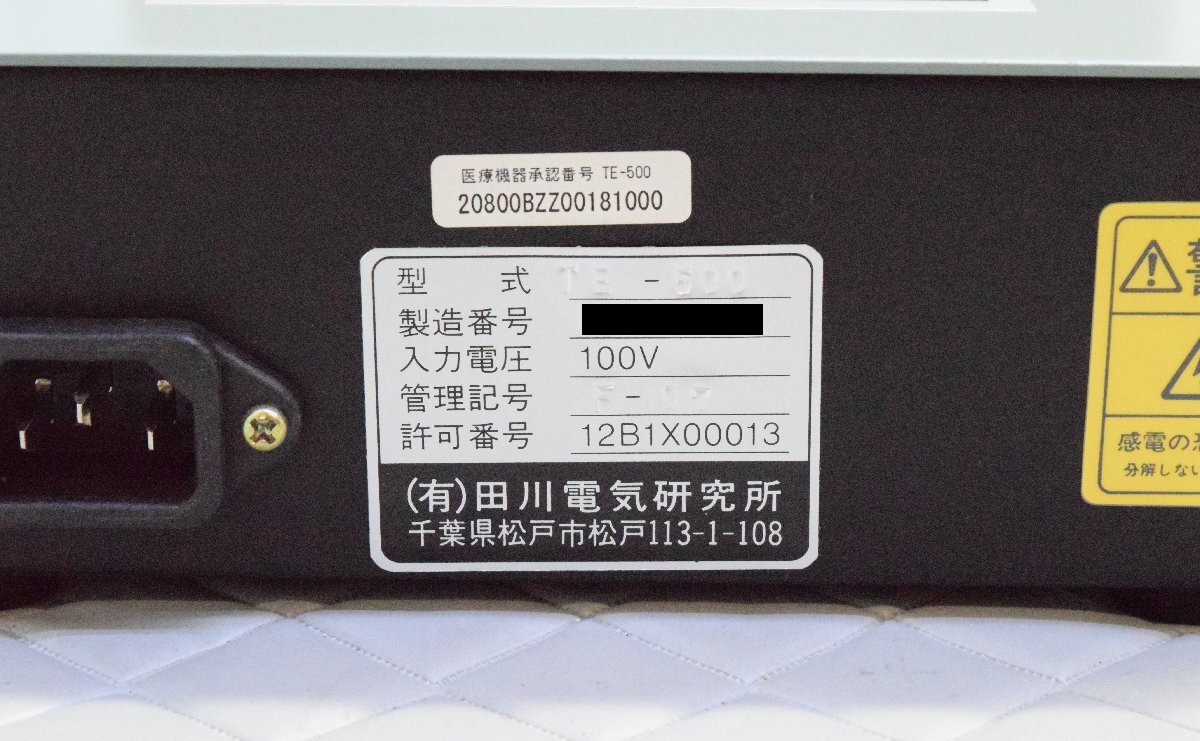 医療機器承認番号 TE-500
20800BZZ00181000
型 式 TE-500
製造番号
入力電圧 100V
管理記号
許可番号 12B1X00013
(有)田川電気研究所
千葉県松戸市松戸113-1-108
感電の
分解しない